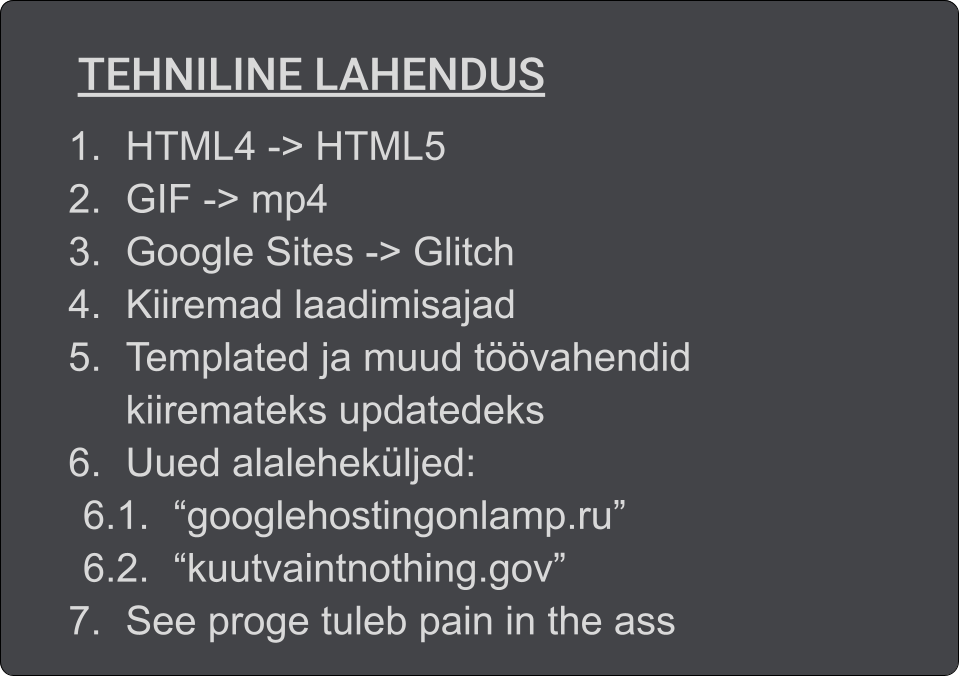 TEHNILINE LAHENDUS
1. HTML4 -> HTML5
2. GIF -> mp4
3. Google Sites -> Glitch
4. Kiiremad laadimisajad
5. Templated ja muud töövahendid
kiiremateks updatedeks
6. Uued alaleheküljed:
6.1. “googlehostingonlamp.ru”
6.2. “kuutvaintnothing.gov”
7. See proge tuleb pain in the ass